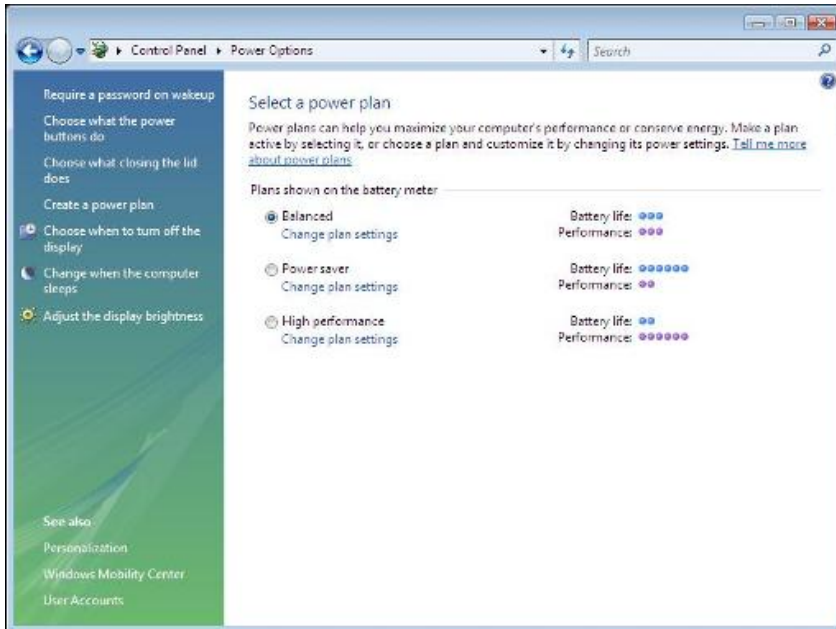 Control Panel ▸ Power Options
Search
Require a password on wakeup
Choose what the power
buttons do
Choose what closing the lid
does
Create a power plan
Choose when to turn off the
display
Change when the computer
sleeps
Adjust the display brightness
See also
Personalization
Windows Mobility Center
User Accounts
Select a power plan
Power plans can help you maximize your computer's performance or conserve energy. Make a plan
active by selecting it, or choose a plan and customize it by changing its power settings. Tell me more
about power plans
Plans shown on the battery meter
Balanced Battery life:
Change plan settings Performance:
Power saver Battery life:
Change plan settings Performance:
High performance Battery life:
Change plan settings Performance: